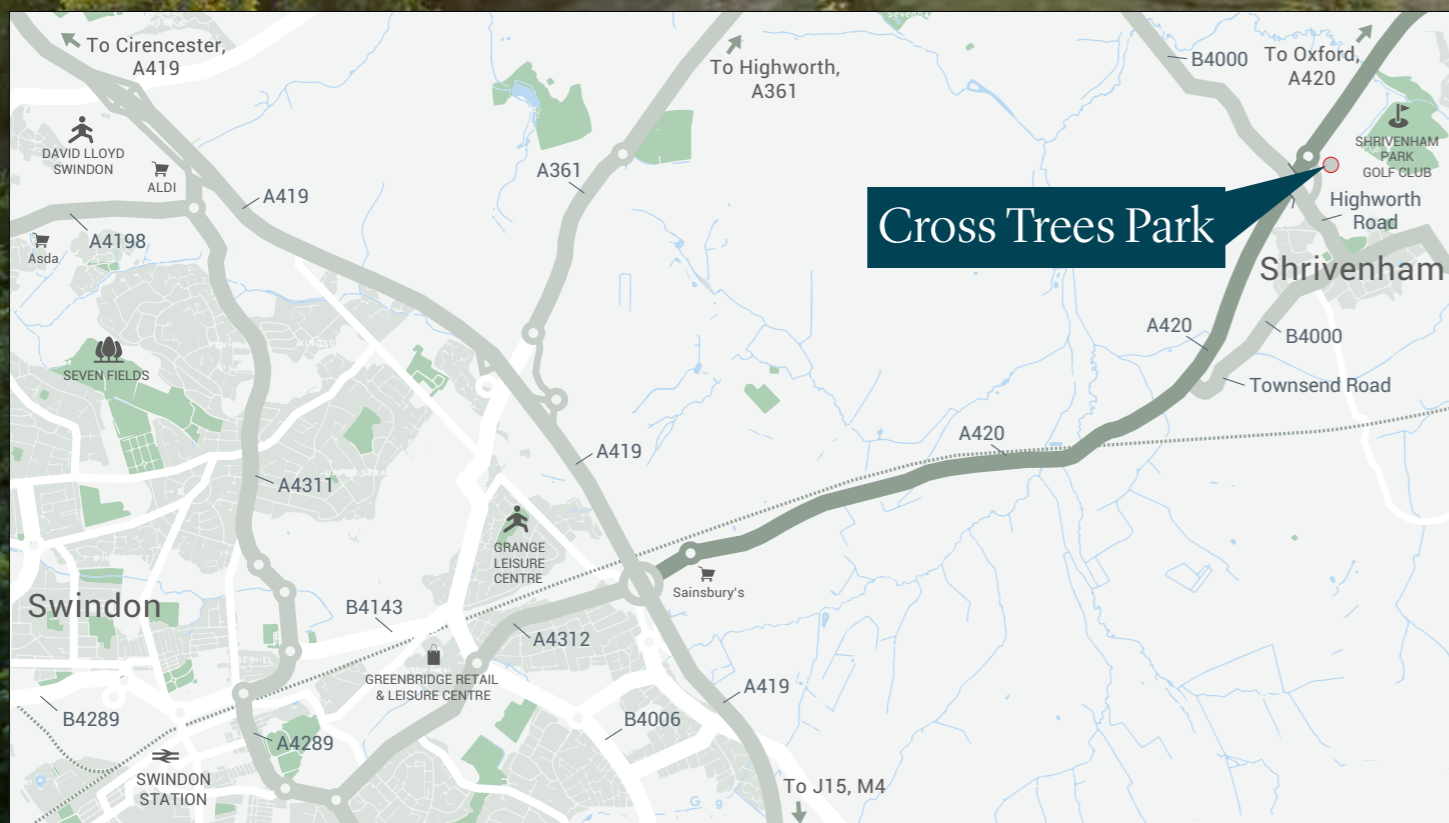 To Cirencester,
A419
To Highworth,
A361
B4000
To Oxford,
A420
DAVID LLOYD
SWINDON
ALDI
A419
A361
SHRIVENHAM
PARK
GOLF CLUB
Highworth
Road
Cross Trees Park
A4198
Asda
Shrivenham
SEVEN FIELDS
A420
B4000
Townsend Road
A419
A420
A4311
GRANGE
LEISURE
CENTRE
Sainsbury's
Swindon
B4143
A4312
GREENBRIDGE RETAIL
& LEISURE CENTRE
A419
B4289
B4006
A4289
SWINDON
STATION
To J15, M4